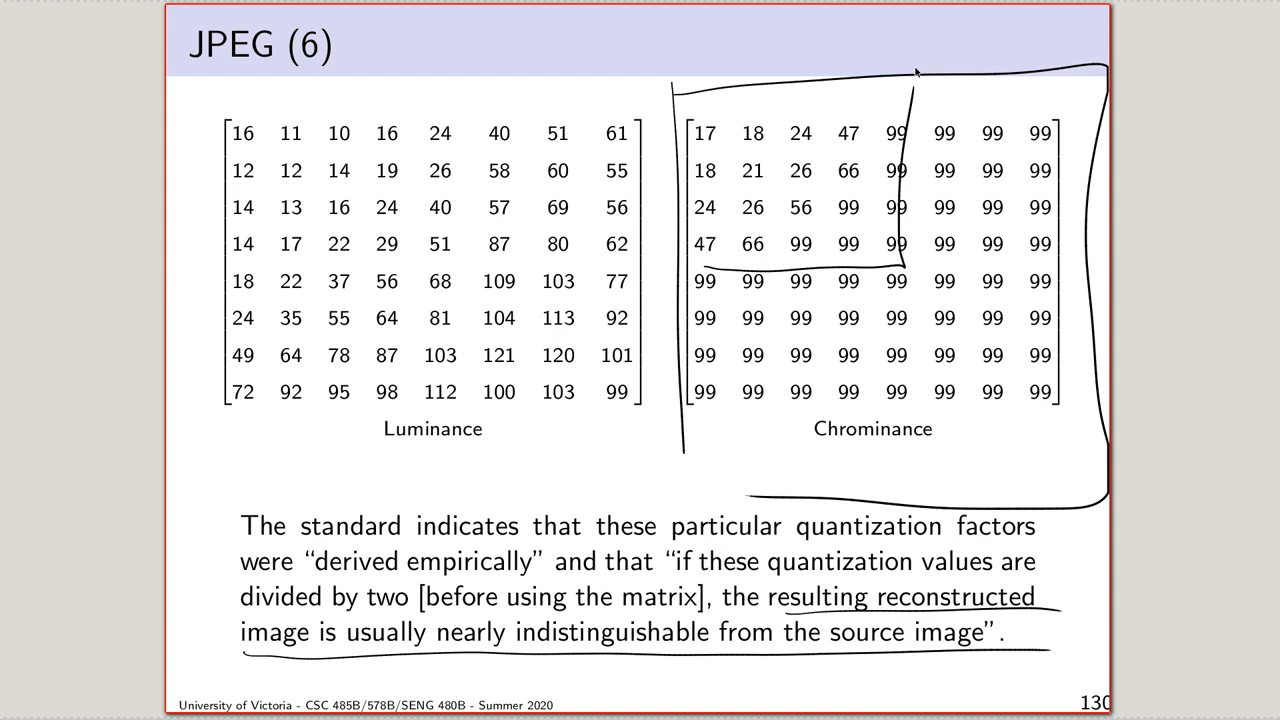 JPEG (6)
16 11 10 16 24 40 51 61
12 12 14 19 26 58 60 55
14 13 16 24 40 57 69 56
14 17 22 29 51 87 80 62
18 22 37 56 68 109 103 77
24 35 55 64 81 104 113 92
49 64 78 87 103 121 120 101
72 92 95 98 112 100 103 99
Luminance
17 18 24 47 99 99 99 99
18 21 26 66 99 99 99 99
24 26 56 99 99 99 99 99
47 66 99 99 99 99 99 99
99 99 99 99 99 99 99 99
99 99 99 99 99 99 99 99
99 99 99 99 99 99 99 99
99 99 99 99 99 99 99 99
Chrominance
The standard indicates that these particular quantization factors
were “derived empirically” and that “if these quantization values are
divided by two [before using the matrix], the resulting reconstructed
image is usually nearly indistinguishable from the source image”.
University of Victoria - CSC 485B/578B/SENG 480B - Summer 2020
130